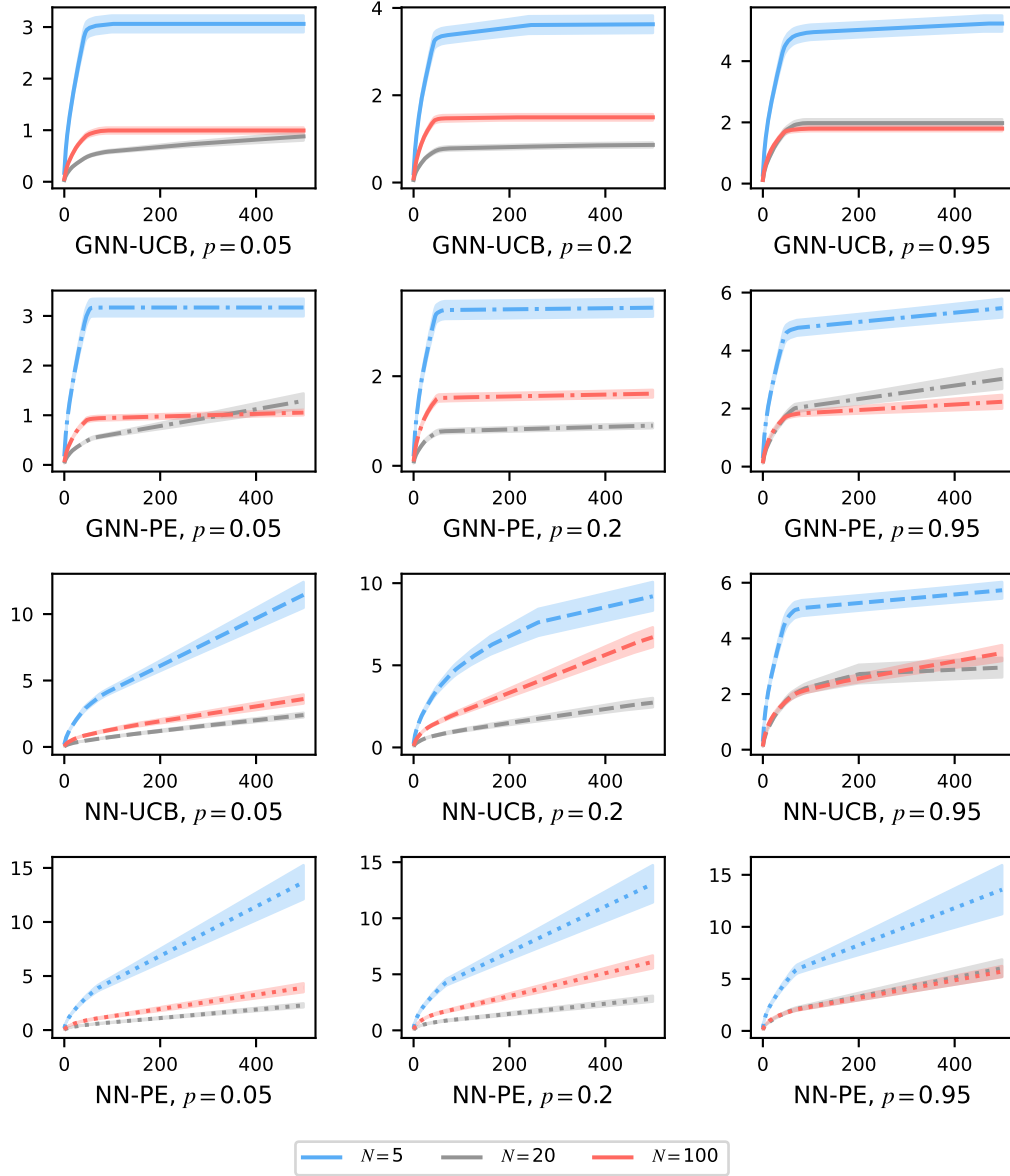 3
2
1
0
0 200 400
GNN-UCB, p = 0.05
4
2
0
0 200 400
GNN-UCB, p = 0.2
4
2
0
0 200 400
GNN-UCB, p = 0.95
3
2
1
0
0 200 400
GNN-PE, p = 0.05
2
0
0 200 400
GNN-PE, p = 0.2
6
4
2
0
0 200 400
GNN-PE, p = 0.95
10
5
0
0 200 400
NN-UCB, p = 0.05
10
5
0
0 200 400
NN-UCB, p = 0.2
6
4
2
0
0 200 400
NN-UCB, p = 0.95
15
10
5
0
0 200 400
NN-PE, p = 0.05
15
10
5
0
0 200 400
NN-PE, p = 0.2
15
10
5
0
0 200 400
NN-PE, p = 0.95
N = 5 N = 20 N = 100